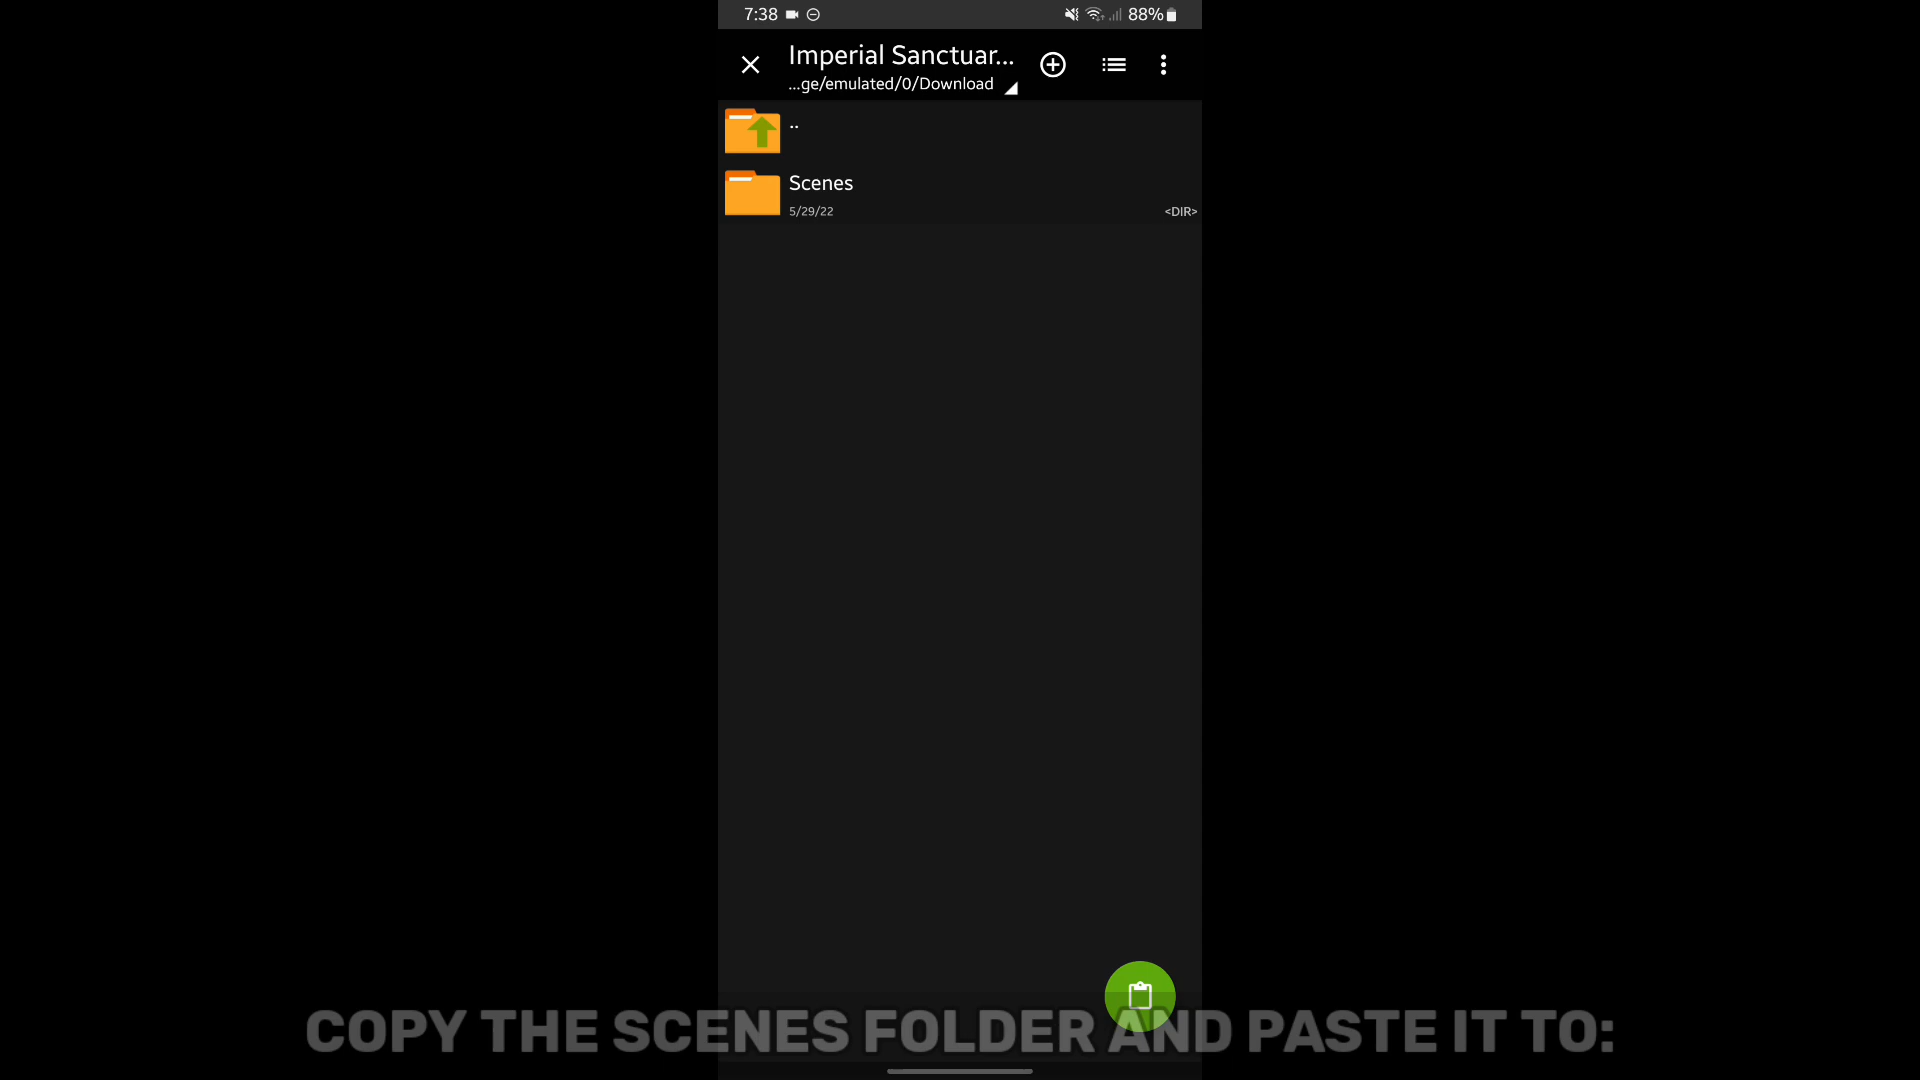 7:38
88%
Imperial Sanctuar...
...ge/emulated/0/Download
..
Scenes
5/29/22
<DIR>
COPY THE SCENES FOLDER AND PASTE IT TO: